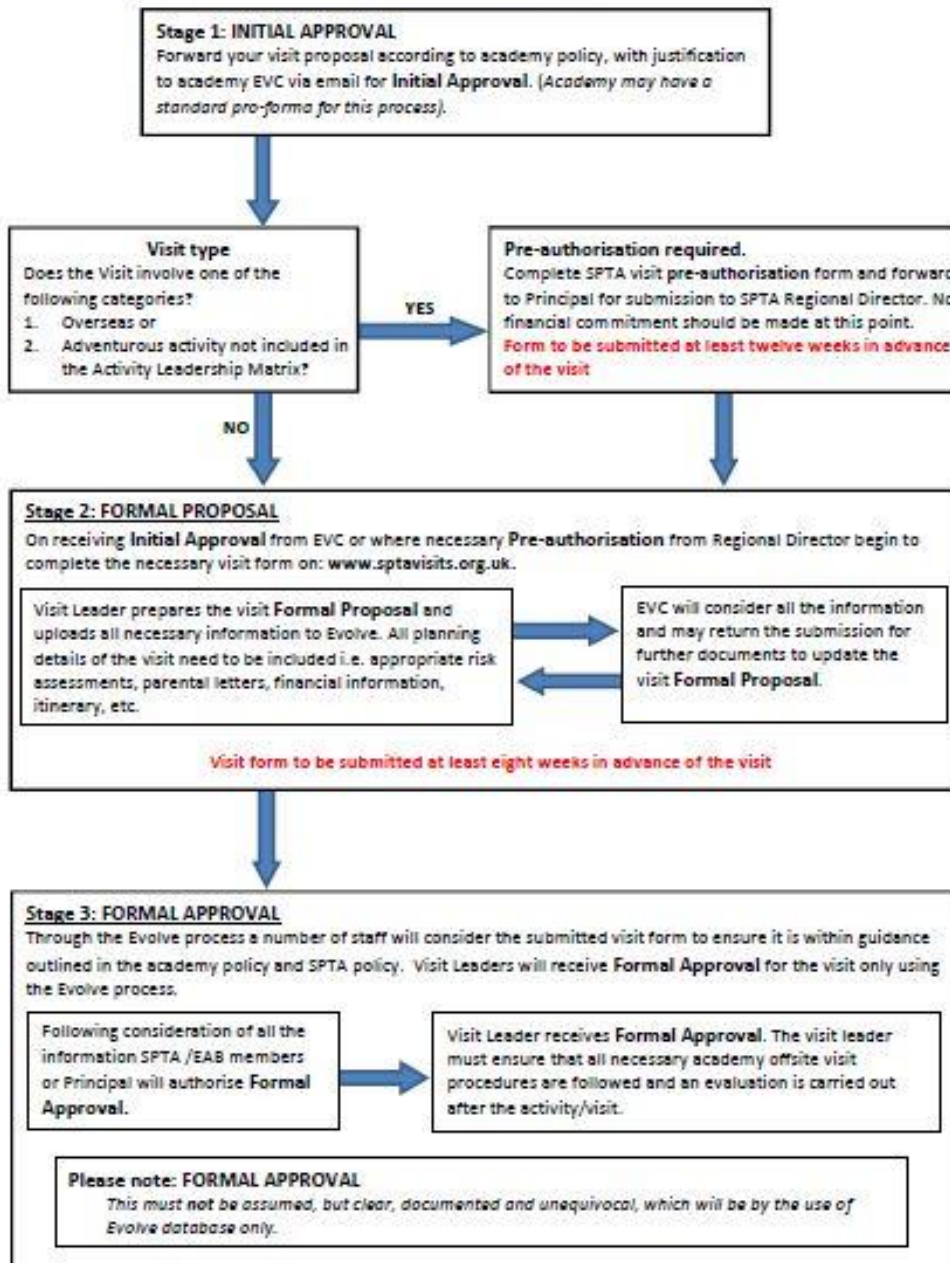 Stage 1: INITIAL APPROVAL
Forward your visit proposal according to academy policy, with justification
to academy EVC via email for Initial Approval. (Academy may have a
standard pro-forma for this process).
Visit type
Does the Visit involve one of the
following categories?
1. Overseas or
2. Adventurous activity not included in
the Activity Leadership Matrix?
YES
Pre-authorisation required.
Complete SPTA visit pre-authorisation form and forward
to Principal for submission to SPTA Regional Director. No
financial commitment should be made at this point.
Form to be submitted at least twelve weeks in advance
of the visit
NO
Stage 2: FORMAL PROPOSAL
On receiving Initial Approval from EVC or where necessary Pre-authorisation from Regional Director begin to
complete the necessary visit form on: www.sptavisits.org.uk.
Visit Leader prepares the visit Formal Proposal and
uploads all necessary information to Evolve. All planning
details of the visit need to be included i.e. appropriate risk
assessments, parental letters, financial information,
itinerary, etc.
EVC will consider all the information
and may return the submission for
further documents to update the
visit Formal Proposal.
Visit form to be submitted at least eight weeks in advance of the visit
Stage 3: FORMAL APPROVAL
Through the Evolve process a number of staff will consider the submitted visit form to ensure it is within guidance
outlined in the academy policy and SPTA policy. Visit Leaders will receive Formal Approval for the visit only using
the Evolve process.
Following consideration of all the
information SPTA /EAB members
or Principal will authorise Formal
Approval.
Visit Leader receives Formal Approval. The visit leader
must ensure that all necessary academy offsite visit
procedures are followed and an evaluation is carried out
after the activity/visit.
Please note: FORMAL APPROVAL
This must not be assumed, but clear, documented and unequivocal, which will be by the use of
Evolve database only.